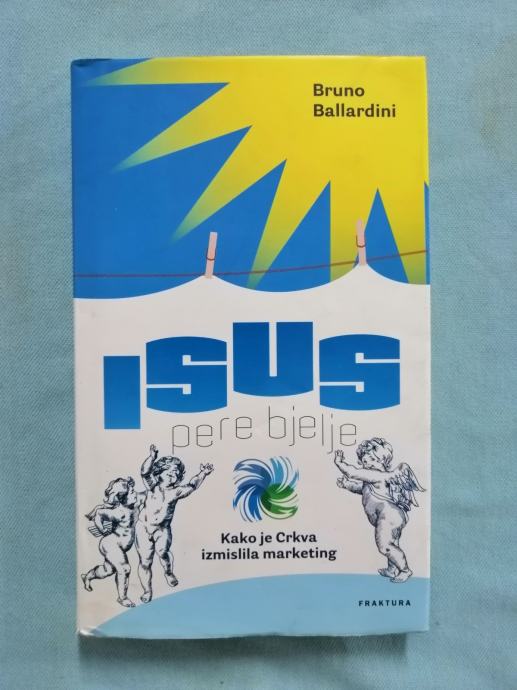 Bruno
Ballardini
ISUS
pere bjelje
Kako je Crkva
izmislila marketing
FRAKTURA